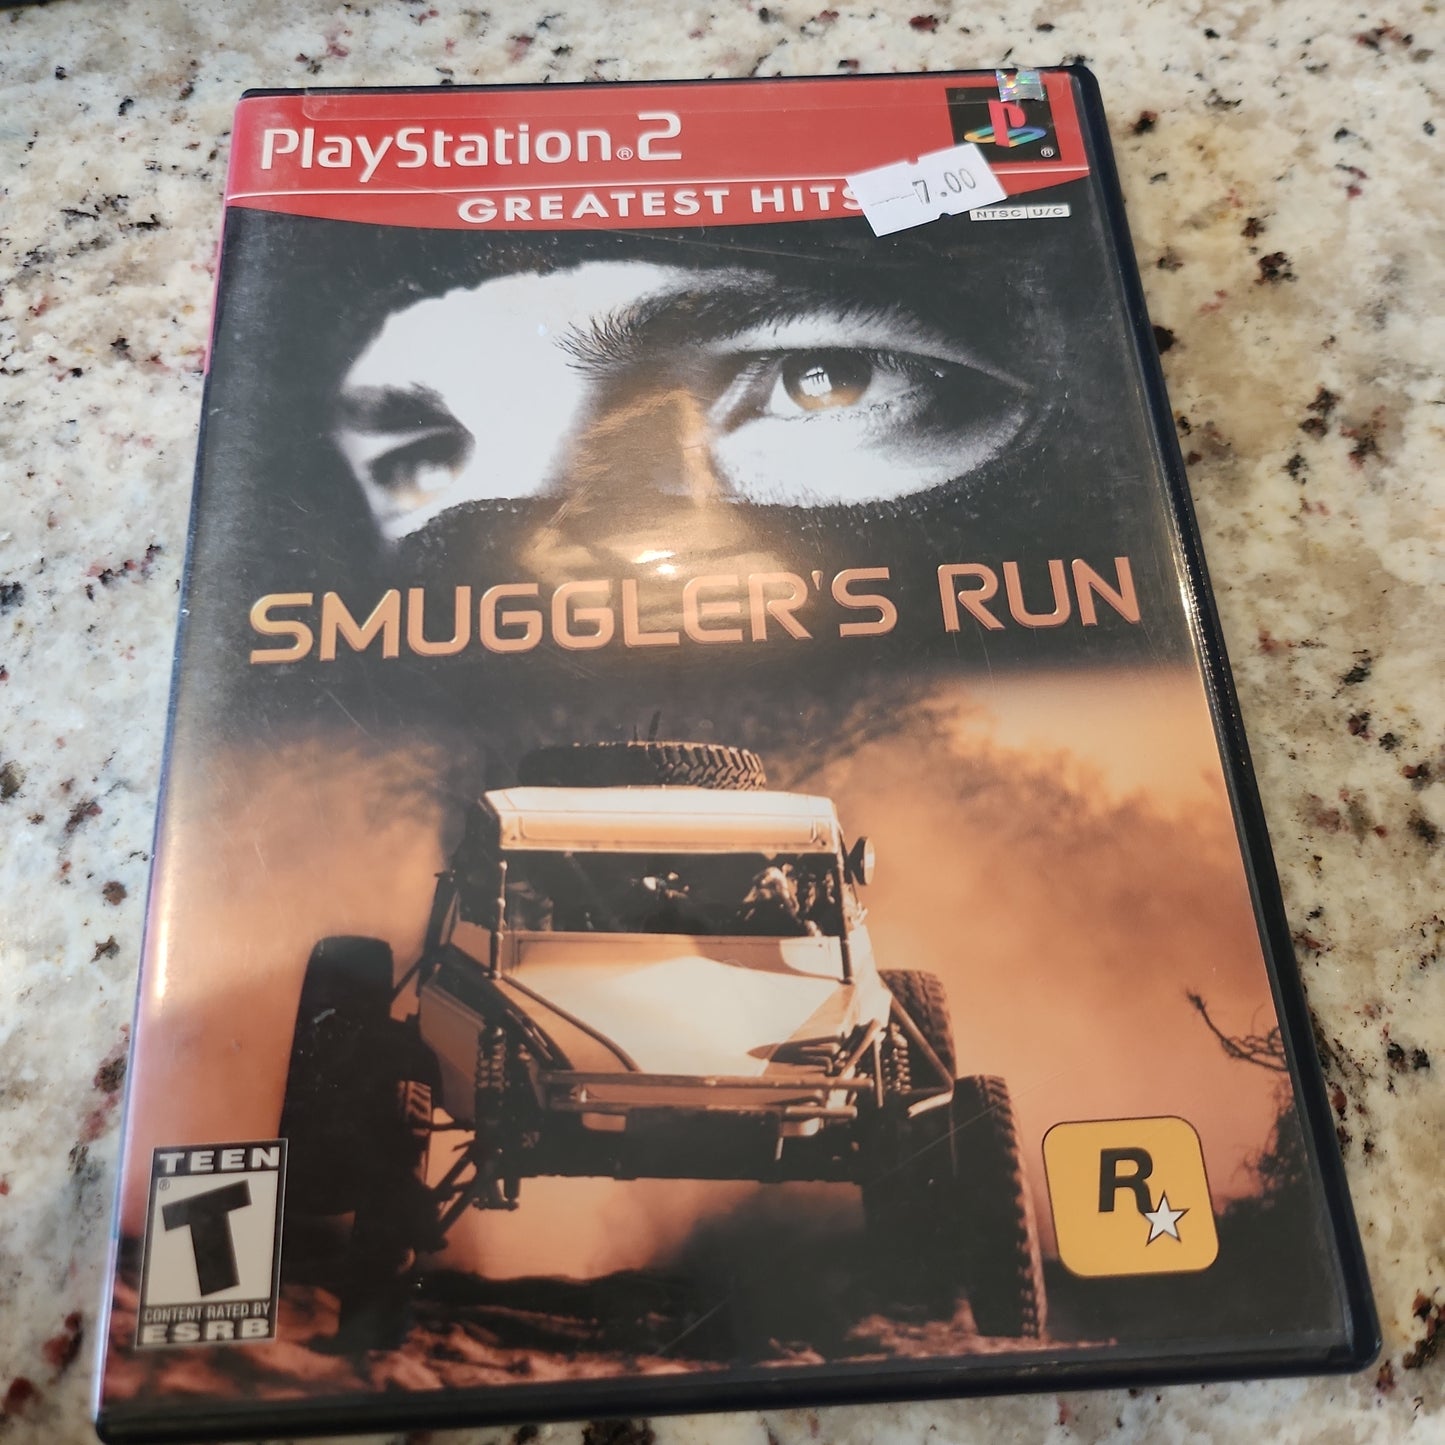 PlayStation®2
GREATEST HITS
7.00
NTSC U/C
SMUGGLER'S RUN
TEEN
T
CONTENT RATED BY
ESRB
R